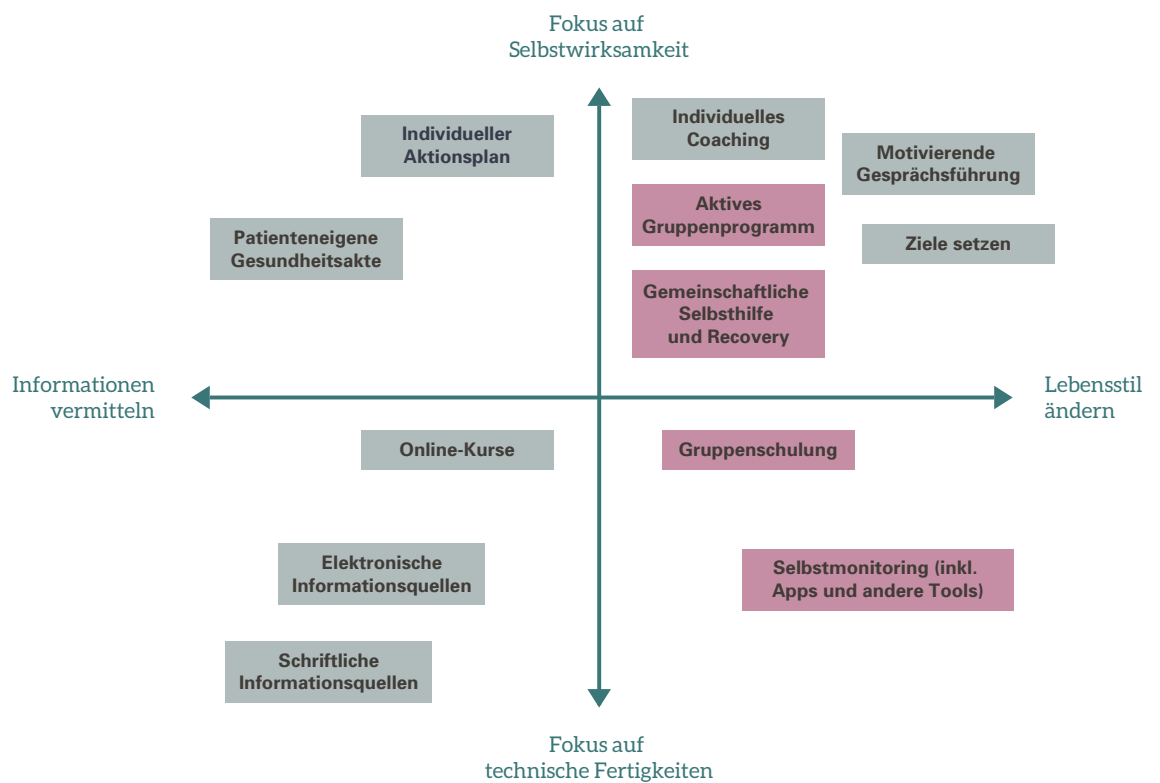 Fokus auf
Selbstwirksamkeit
Individueller
Aktionsplan
Individuelles
Coaching
Motivierende
Gesprächsführung
Patienteneigene
Gesundheitsakte
Aktives
Gruppenprogramm
Ziele setzen
Gemeinschaftliche
Selbsthilfe
und Recovery
Informationen
vermitteln
Lebensstil
ändern
Online-Kurse
Gruppenschulung
Elektronische
Informationsquellen
Selbstmonitoring (inkl.
Apps und andere Tools)
Schriftliche
Informationsquellen
Fokus auf
technische Fertigkeiten